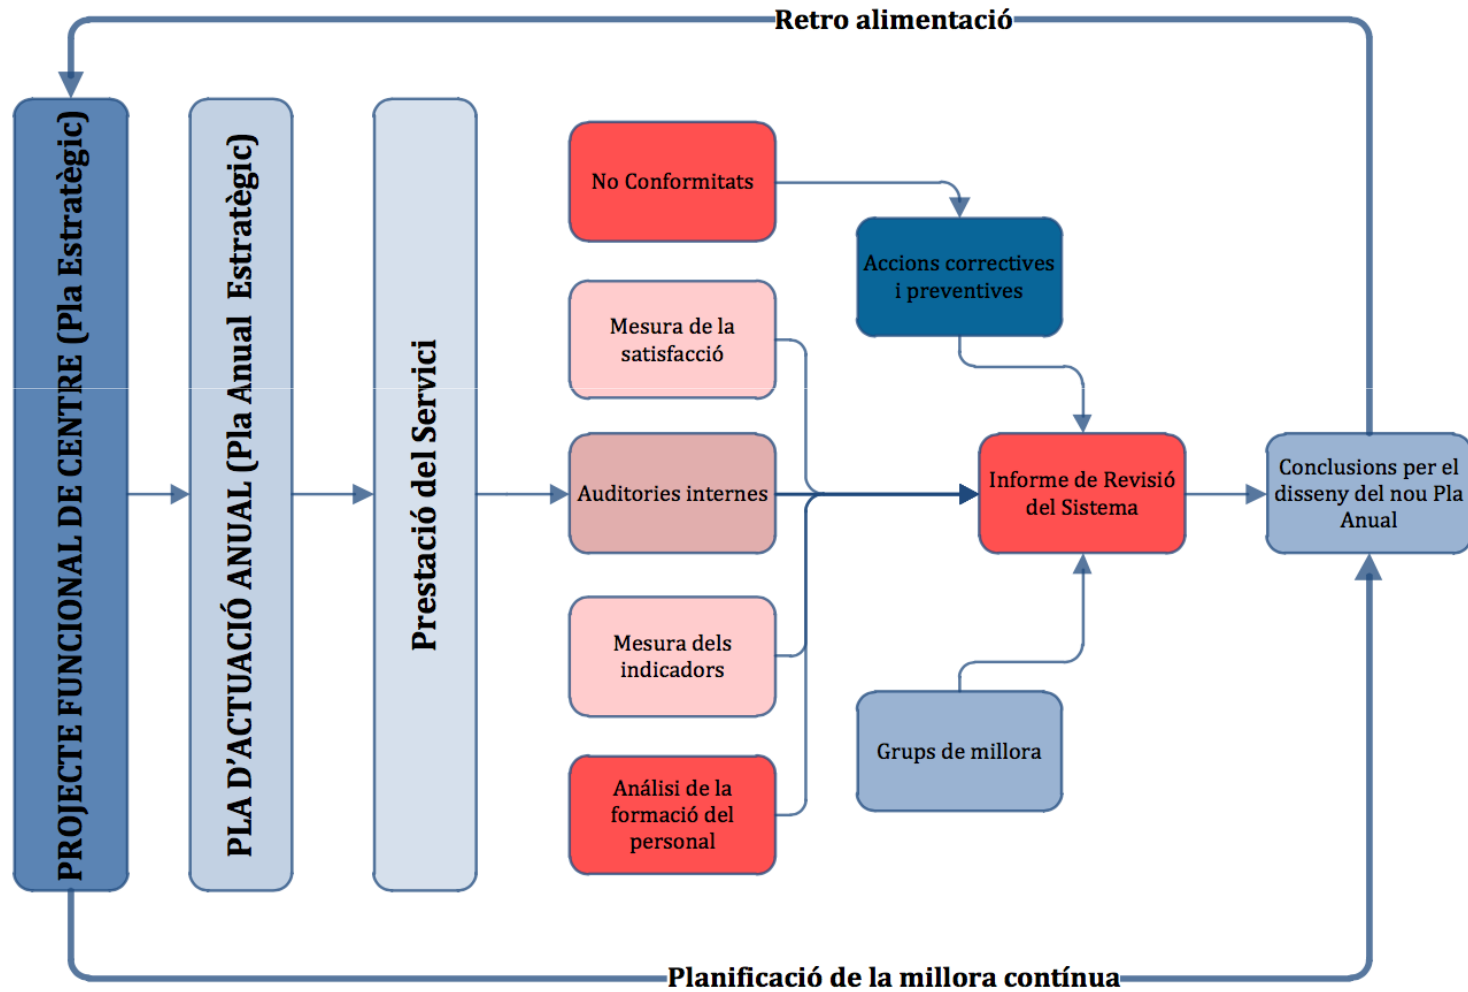 Retro alimentació
PROJECTE FUNCIONAL DE CENTRE (Pla Estratègic)
PLA D’ACTUACIÓ ANUAL (Pla Anual  Estratègic)
Prestació del Servici
No Conformitats
Accions correctives
i preventives
Mesura de la
satisfacció
Auditories internes
Informe de Revisió
del Sistema
Conclusions per el
disseny del nou Pla
Anual
Mesura dels
indicadors
Grups de millora
Análisi de la
formació del
personal
Planificació de la millora contínua